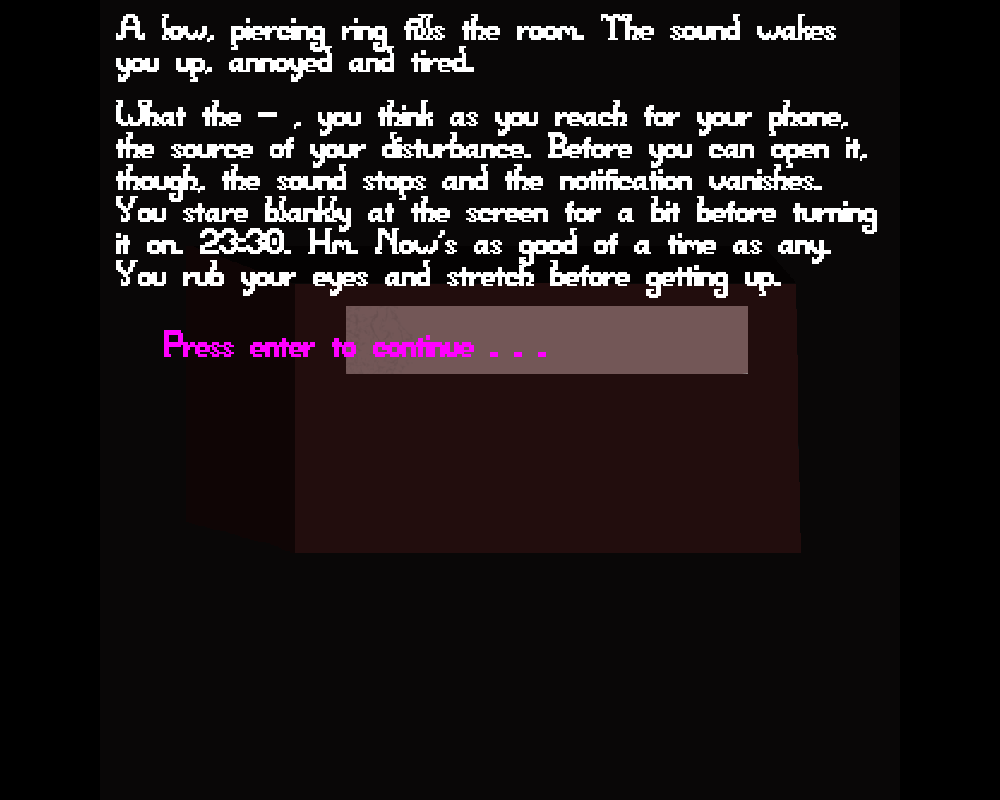 A low, piercing ring fills the room. The sound wakes
you up, annoyed and tired.
What the – , you think as you reach for your phone,
the source of your disturbance. Before you can open it,
though, the sound stops and the notification vanishes.
You stare blankly at the screen for a bit before turning
it on. 23:30. Hm. Now's as good of a time as any.
You rub your eyes and stretch before getting up.
Press enter to continue . . .